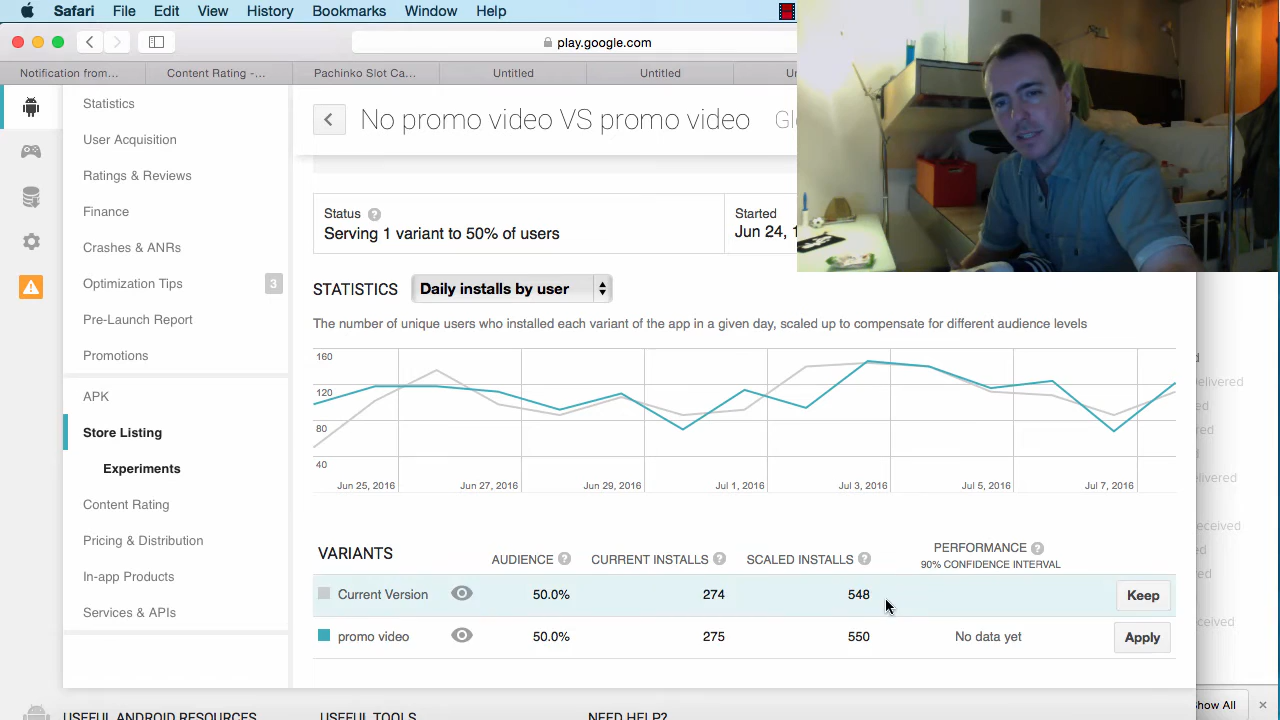 Safari File Edit View History Bookmarks Window Help
play.google.com
Notification from... Content Rating -... Pachinko Slot Ca... Untitled Untitled
Statistics
User Acquisition
Ratings & Reviews
Finance
Crashes & ANRs
Optimization Tips 3
Pre-Launch Report
Promotions
APK
Store Listing
Experiments
Content Rating
Pricing & Distribution
In-app Products
Services & APIs
No promo video VS promo video
Status ?
Serving 1 variant to 50% of users
Started
Jun 24,
STATISTICS Daily installs by user
The number of unique users who installed each variant of the app in a given day, scaled up to compensate for different audience levels
160
120
80
40
Jun 25, 2016 Jun 27, 2016 Jun 29, 2016 Jul 1, 2016 Jul 3, 2016 Jul 5, 2016 Jul 7, 2016
VARIANTS AUDIENCE ? CURRENT INSTALLS ? SCALED INSTALLS ? PERFORMANCE ?
90% CONFIDENCE INTERVAL
Current Version 50.0% 274 548 Keep
promo video 50.0% 275 550 No data yet Apply
USEFUL ANDROID RESOURCES USEFUL TOOLS NEED HELP?
how All